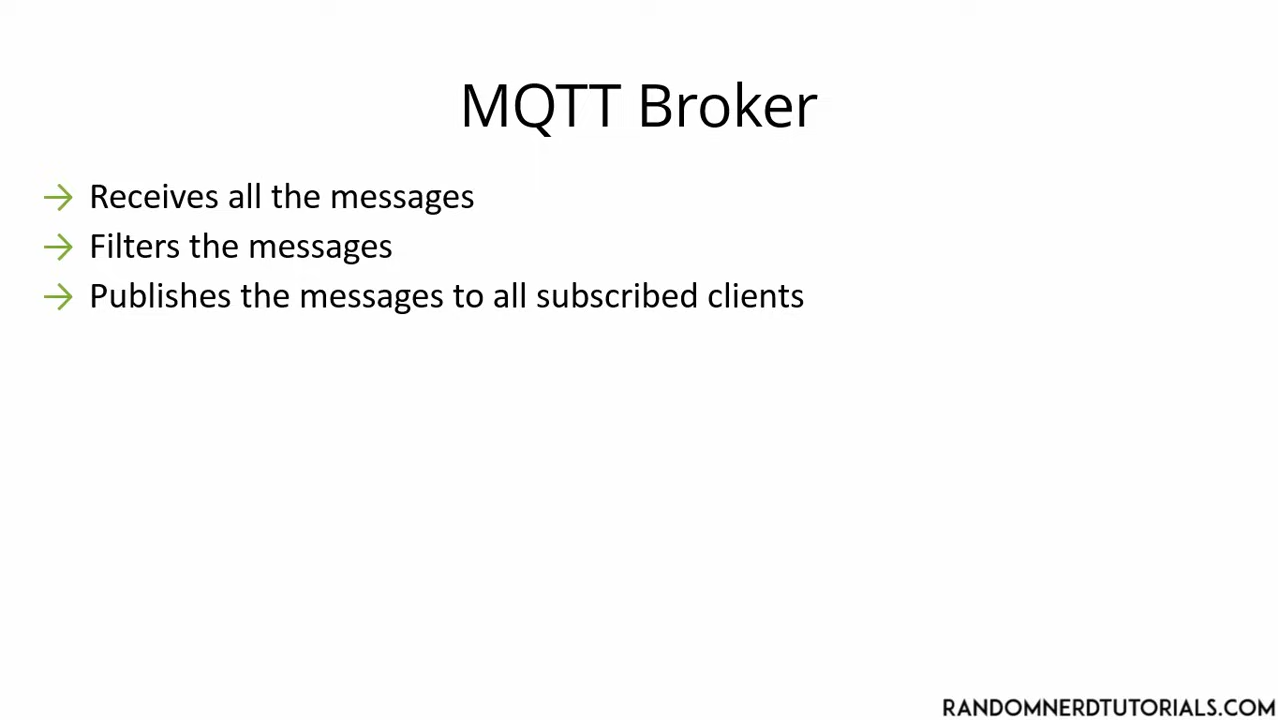 MQTT Broker
→ Receives all the messages
→ Filters the messages
→ Publishes the messages to all subscribed clients
RANDOMNERDTUTORIALS.COM